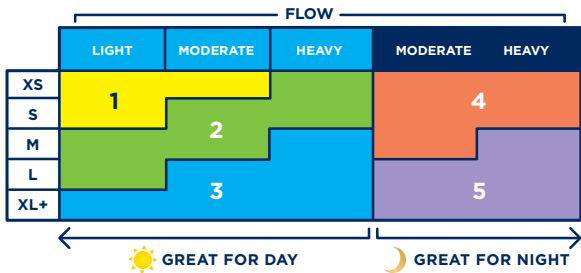 FLOW
LIGHT MODERATE HEAVY MODERATE HEAVY
XS
1 4
S
2
M
L
3 5
XL+
GREAT FOR DAY GREAT FOR NIGHT